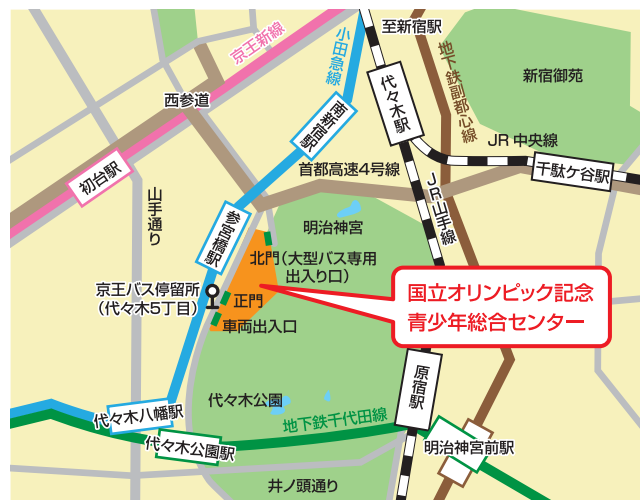 至新宿駅
京王新線
小田急線
地下鉄副都心線
新宿御苑
代々木駅
西参道
南新宿駅
JR中央線
首都高速4号線
千駄ケ谷駅
初台駅
山手通り
JR山手線
参宮橋駅
明治神宮
北門（大型バス専用
出入り口）
京王バス停留所
（代々木5丁目）
正門
車両出入口
国立オリンピック記念
青少年総合センター
原宿駅
代々木公園
代々木八幡駅
地下鉄千代田線
代々木公園駅
明治神宮前駅
井ノ頭通り